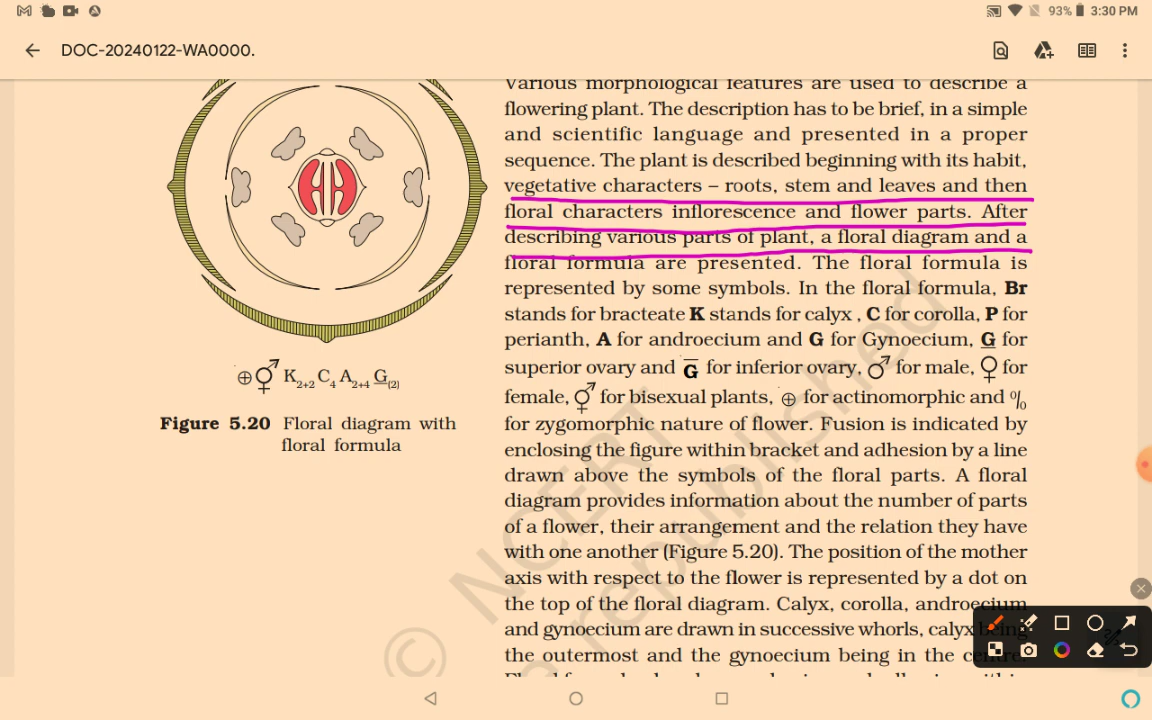 93% 3:30 PM
DOC-20240122-WA0000.
Various morphological features are used to describe a
flowering plant. The description has to be brief, in a simple
and scientific language and presented in a proper
sequence. The plant is described beginning with its habit,
vegetative characters – roots, stem and leaves and then
floral characters inflorescence and flower parts. After
describing various parts of plant, a floral diagram and a
floral formula are presented. The floral formula is
represented by some symbols. In the floral formula, Br
stands for bracteate K stands for calyx , C for corolla, P for
perianth, A for androecium and G for Gynoecium, G̲ for
superior ovary and G̅ for inferior ovary, ♂ for male, ♀ for
female, ⚥ for bisexual plants, ⊕ for actinomorphic and % for zygomorphic nature of flower. Fusion is indicated by
enclosing the figure within bracket and adhesion by a line
drawn above the symbols of the floral parts. A floral
diagram provides information about the number of parts
of a flower, their arrangement and the relation they have
with one another (Figure 5.20). The position of the mother
axis with respect to the flower is represented by a dot on
the top of the floral diagram. Calyx, corolla, androecium
and gynoecium are drawn in successive whorls, calyx being
the outermost and the gynoecium being in the centre.
⊕ ⚥ K2+2 C4 A2+4 G̲(2)
Figure 5.20 Floral diagram with
floral formula
© NCERT
republished